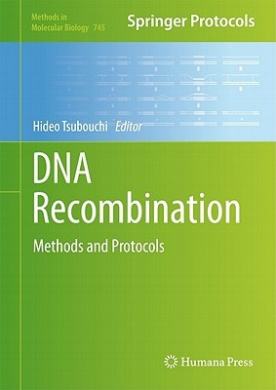 Methods in
Molecular Biology 745
Springer Protocols
Hideo Tsubouchi Editor
DNA
Recombination
Methods and Protocols
Humana Press